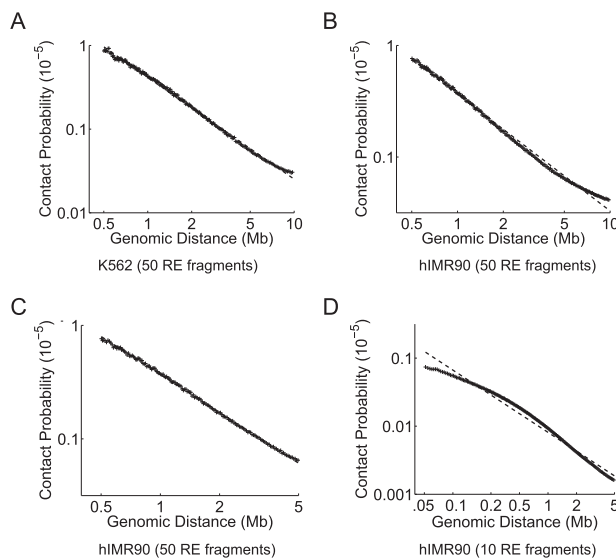 A
Contact Probability (10⁻⁵)
1
0.1
0.01
0.5 1 2 5 10
Genomic Distance (Mb)
K562 (50 RE fragments)
B
Contact Probability (10⁻⁵)
1
0.1
0.5 1 2 5 10
Genomic Distance (Mb)
hIMR90 (50 RE fragments)
C
Contact Probability (10⁻⁵)
1
0.1
0.5 1 2 5
Genomic Distance (Mb)
hIMR90 (50 RE fragments)
D
Contact Probability (10⁻⁵)
0.1
0.01
0.001
.05 0.1 0.2 0.5 1 2 5
Genomic Distance (Mb)
hIMR90 (10 RE fragments)